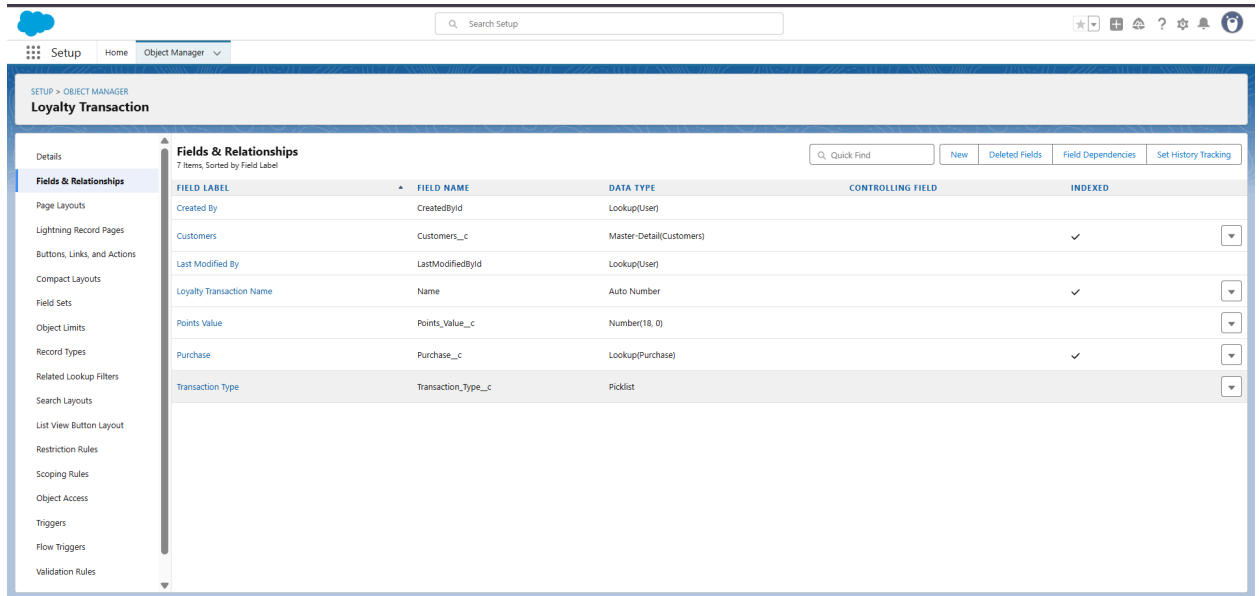 Search Setup
Setup Home Object Manager
SETUP > OBJECT MANAGER
Loyalty Transaction
Details
Fields & Relationships
Page Layouts
Lightning Record Pages
Buttons, Links, and Actions
Compact Layouts
Field Sets
Object Limits
Record Types
Related Lookup Filters
Search Layouts
List View Button Layout
Restriction Rules
Scoping Rules
Object Access
Triggers
Flow Triggers
Validation Rules
Fields & Relationships
7 Items, Sorted by Field Label
Quick Find New Deleted Fields Field Dependencies Set History Tracking
FIELD LABEL FIELD NAME DATA TYPE CONTROLLING FIELD INDEXED
Created By CreatedById Lookup(User)
Customers Customers__c Master-Detail(Customers)
Last Modified By LastModifiedById Lookup(User)
Loyalty Transaction Name Name Auto Number
Points Value Points_Value__c Number(18, 0)
Purchase Purchase__c Lookup(Purchase)
Transaction Type Transaction_Type__c Picklist